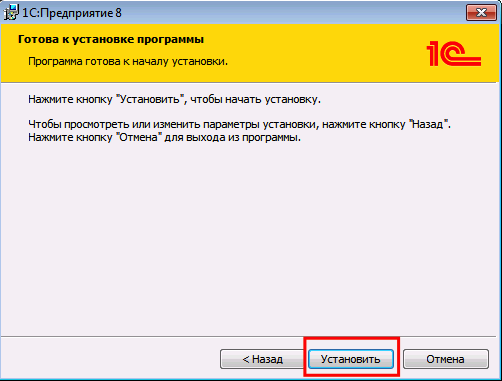 1С:Предприятие 8
Готова к установке программы
Программа готова к началу установки.
1С
Нажмите кнопку "Установить", чтобы начать установку.
Чтобы просмотреть или изменить параметры установки, нажмите кнопку "Назад".
Нажмите кнопку "Отмена" для выхода из программы.
< Назад
Установить
Отмена